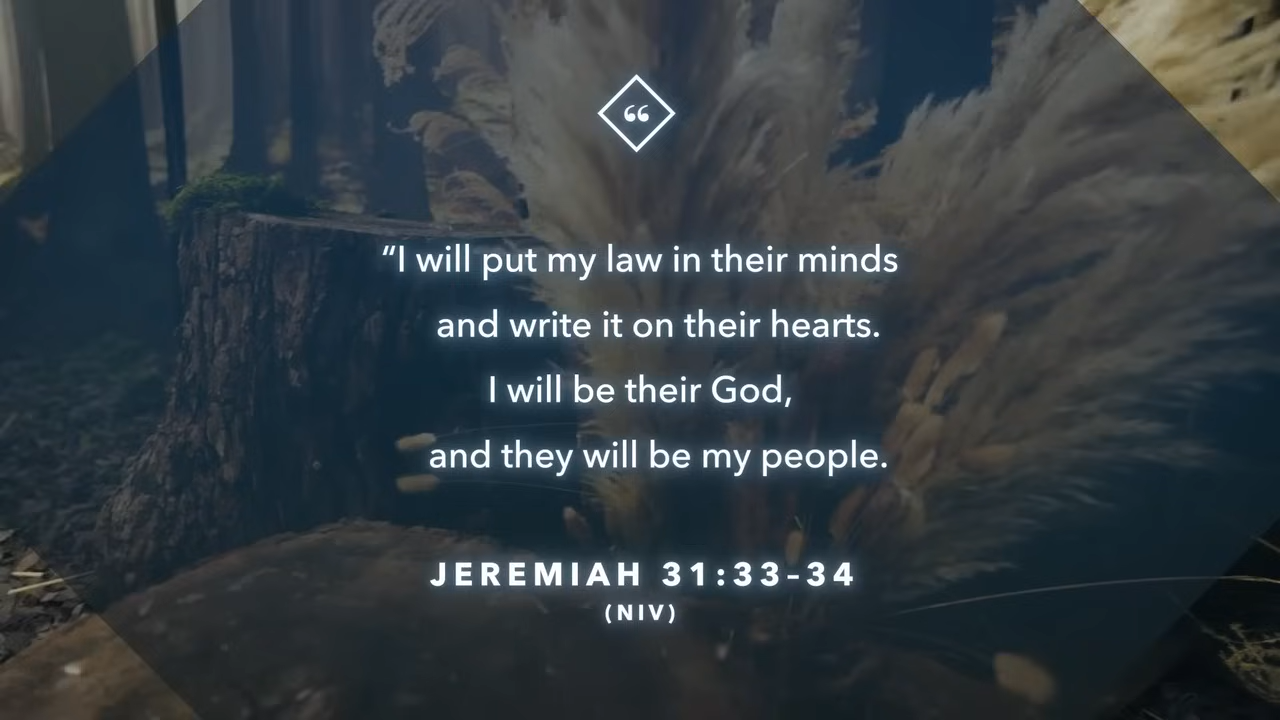 “I will put my law in their minds
and write it on their hearts.
I will be their God,
and they will be my people.
JEREMIAH 31:33-34
(NIV)